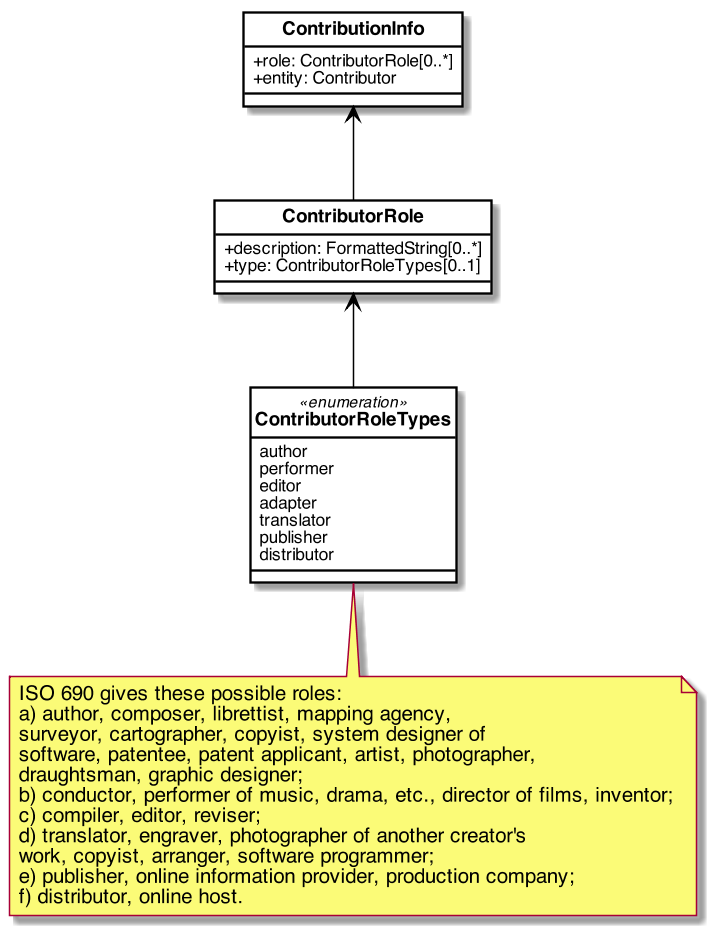 ContributionInfo
+role: ContributorRole[0..*]
+entity: Contributor
ContributorRole
+description: FormattedString[0..*]
+type: ContributorRoleTypes[0..1]
«enumeration»
ContributorRoleTypes
author
performer
editor
adapter
translator
publisher
distributor
ISO 690 gives these possible roles:
a) author, composer, librettist, mapping agency,
surveyor, cartographer, copyist, system designer of
software, patentee, patent applicant, artist, photographer,
draughtsman, graphic designer;
b) conductor, performer of music, drama, etc., director of films, inventor;
c) compiler, editor, reviser;
d) translator, engraver, photographer of another creator's
work, copyist, arranger, software programmer;
e) publisher, online information provider, production company;
f) distributor, online host.